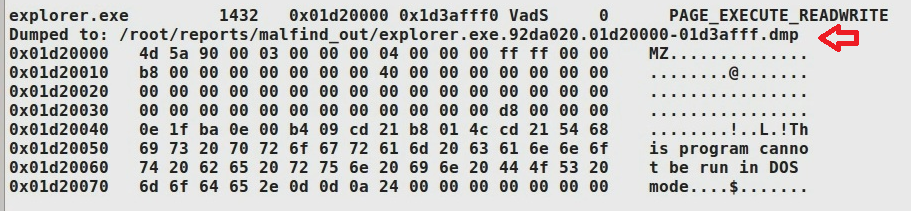 explorer.exe 1432 0x01d20000 0x1d3afff0 VadS 0 PAGE_EXECUTE_READWRITE
Dumped to: /root/reports/malfind_out/explorer.exe.92da020.01d20000-01d3afff.dmp
0x01d20000 4d 5a 90 00 03 00 00 00 04 00 00 00 ff ff 00 00 MZ..............
0x01d20010 b8 00 00 00 00 00 00 00 40 00 00 00 00 00 00 00 ........@.......
0x01d20020 00 00 00 00 00 00 00 00 00 00 00 00 00 00 00 00 ................
0x01d20030 00 00 00 00 00 00 00 00 00 00 00 00 d8 00 00 00 ................
0x01d20040 0e 1f ba 0e 00 b4 09 cd 21 b8 01 4c cd 21 54 68 ........!..L.!Th
0x01d20050 69 73 20 70 72 6f 67 72 61 6d 20 63 61 6e 6e 6f is program canno
0x01d20060 74 20 62 65 20 72 75 6e 20 69 6e 20 44 4f 53 20 t be run in DOS
0x01d20070 6d 6f 64 65 2e 0d 0d 0a 24 00 00 00 00 00 00 00 mode....$.......